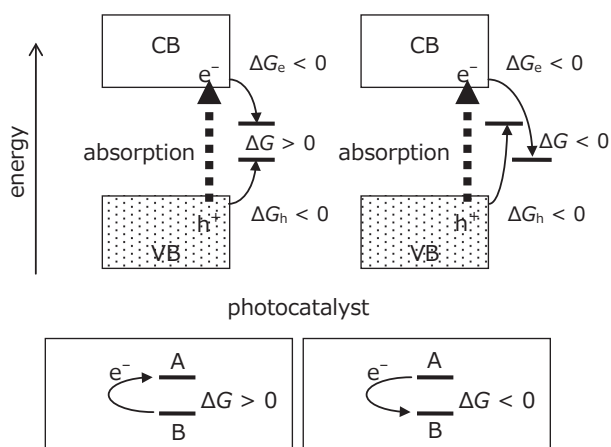 CB
e⁻
ΔGₑ < 0
absorption
ΔG > 0
h⁺
ΔGₕ < 0
VB
energy
CB
e⁻
ΔGₑ < 0
absorption
ΔG < 0
h⁺
ΔGₕ < 0
VB
photocatalyst
A
e⁻
ΔG > 0
B
A
e⁻
ΔG < 0
B